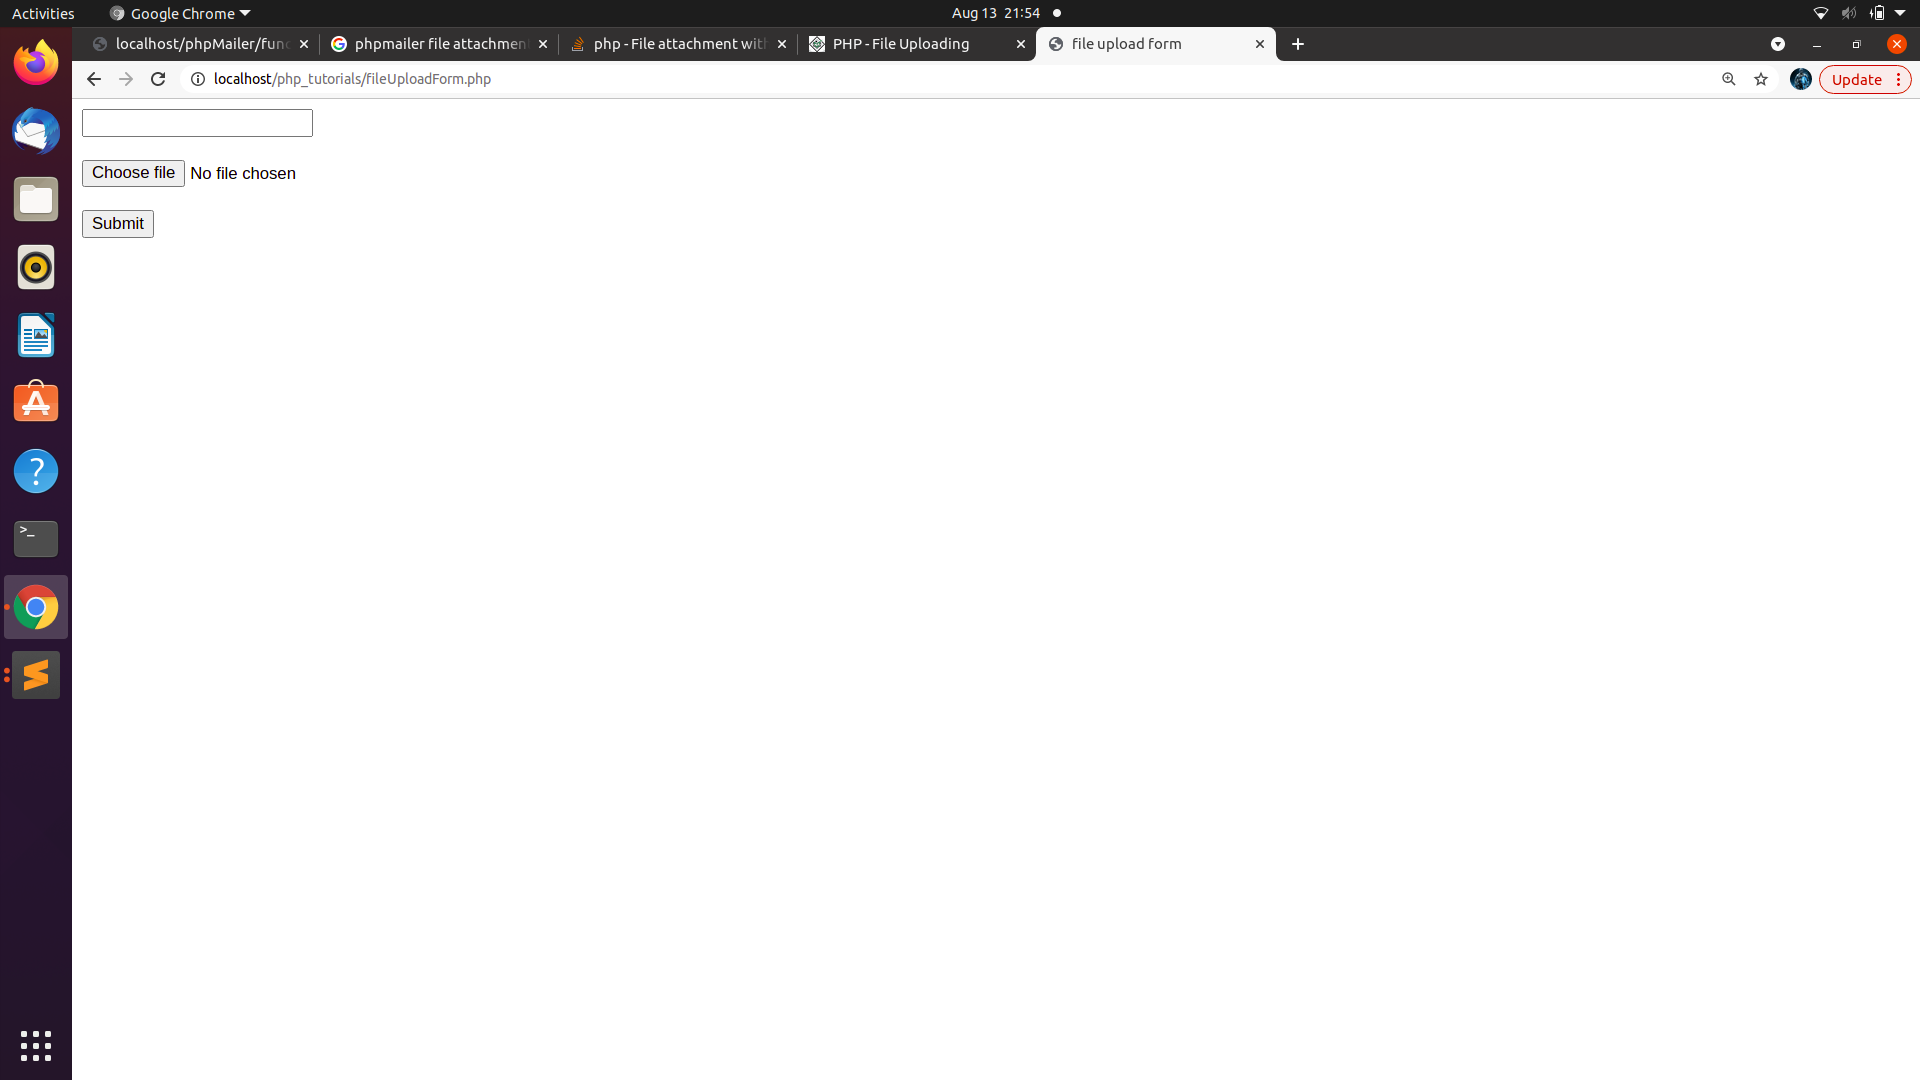 Activities
Google Chrome
Aug 13 21:54
localhost/phpMailer/func
phpmailer file attachmen
php - File attachment wit
PHP - File Uploading
file upload form
localhost/php_tutorials/fileUploadForm.php
Update
Choose file No file chosen
Submit